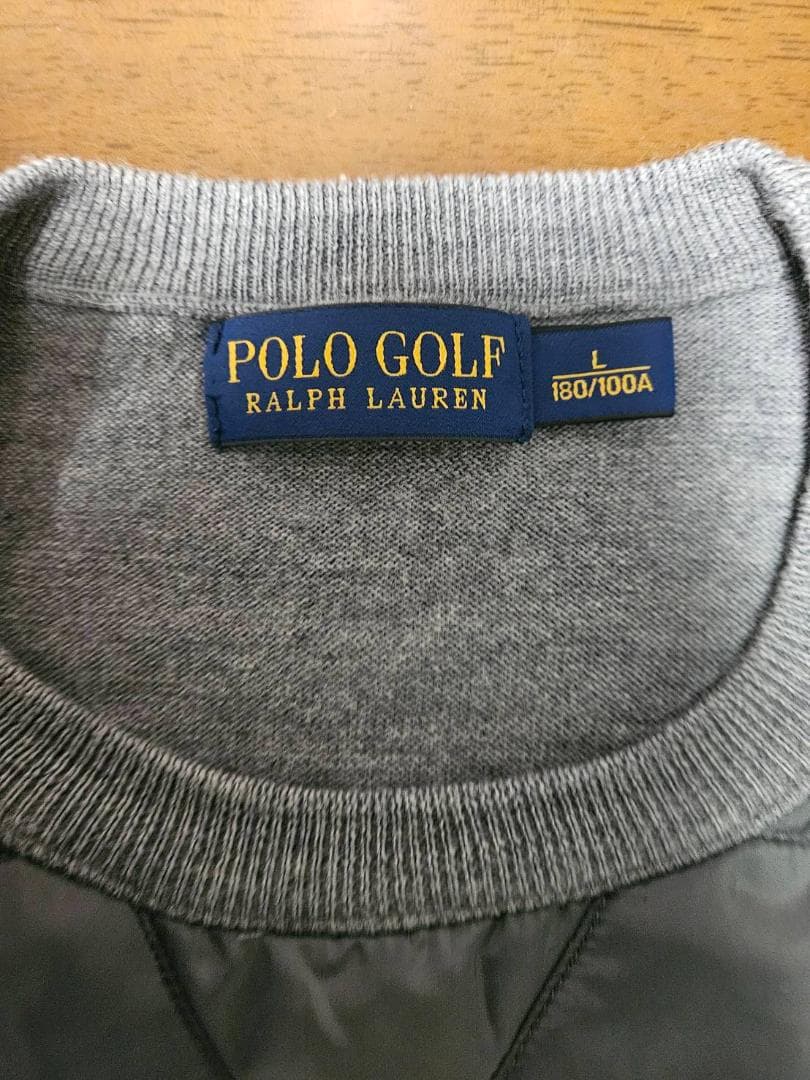 POLO GOLF
RALPH LAUREN
L
180/100A